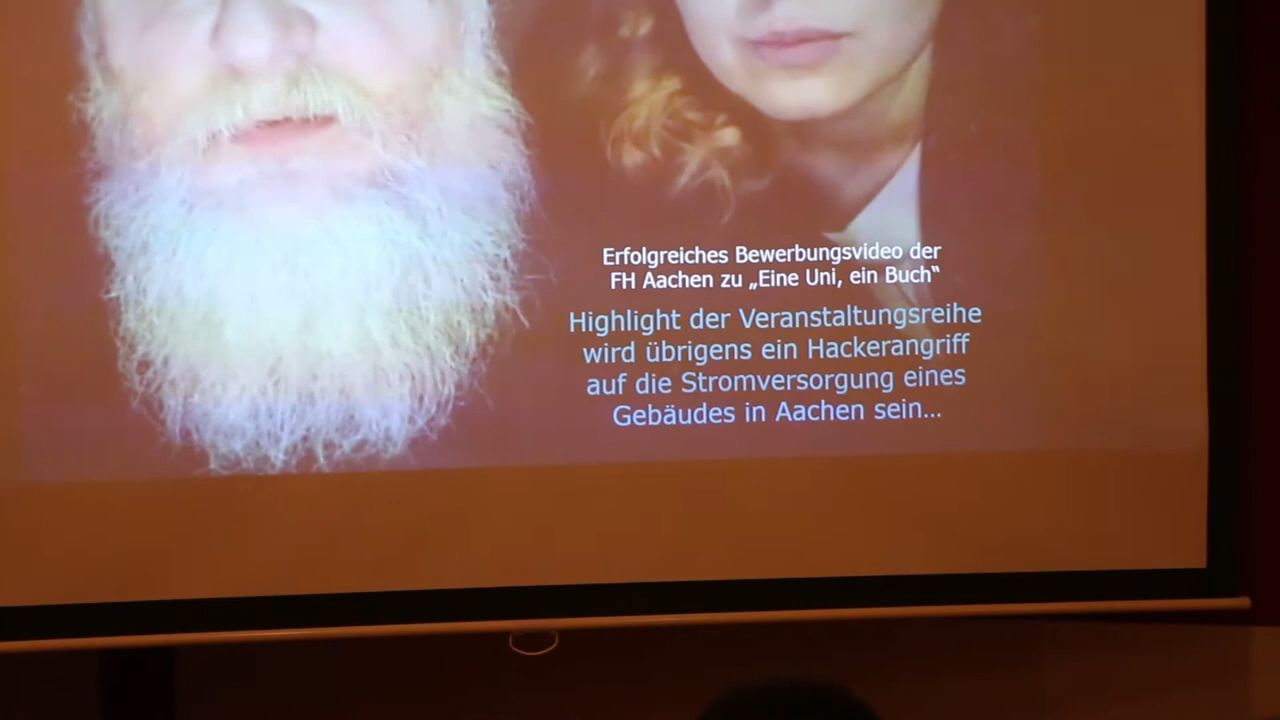 Erfolgreiches Bewerbungsvideo der
FH Aachen zu „Eine Uni, ein Buch“
Highlight der Veranstaltungsreihe
wird übrigens ein Hackerangriff
auf die Stromversorgung eines
Gebäudes in Aachen sein...